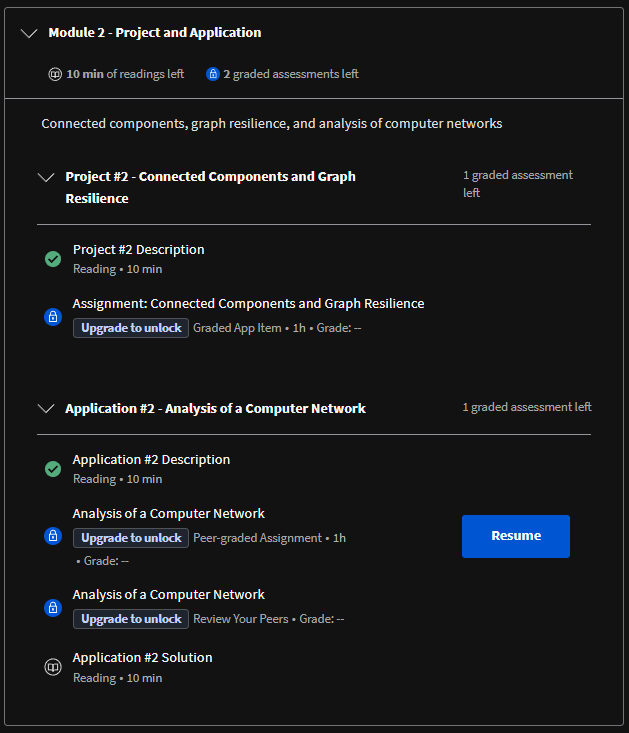 Module 2 - Project and Application
10 min of readings left
2 graded assessments left
Connected components, graph resilience, and analysis of computer networks
Project #2 - Connected Components and Graph
Resilience
1 graded assessment
left
Project #2 Description
Reading • 10 min
Assignment: Connected Components and Graph Resilience
Upgrade to unlock Graded App Item • 1h • Grade: --
Application #2 - Analysis of a Computer Network
1 graded assessment left
Application #2 Description
Reading • 10 min
Analysis of a Computer Network
Upgrade to unlock Peer-graded Assignment • 1h
• Grade: --
Resume
Analysis of a Computer Network
Upgrade to unlock Review Your Peers • Grade: --
Application #2 Solution
Reading • 10 min